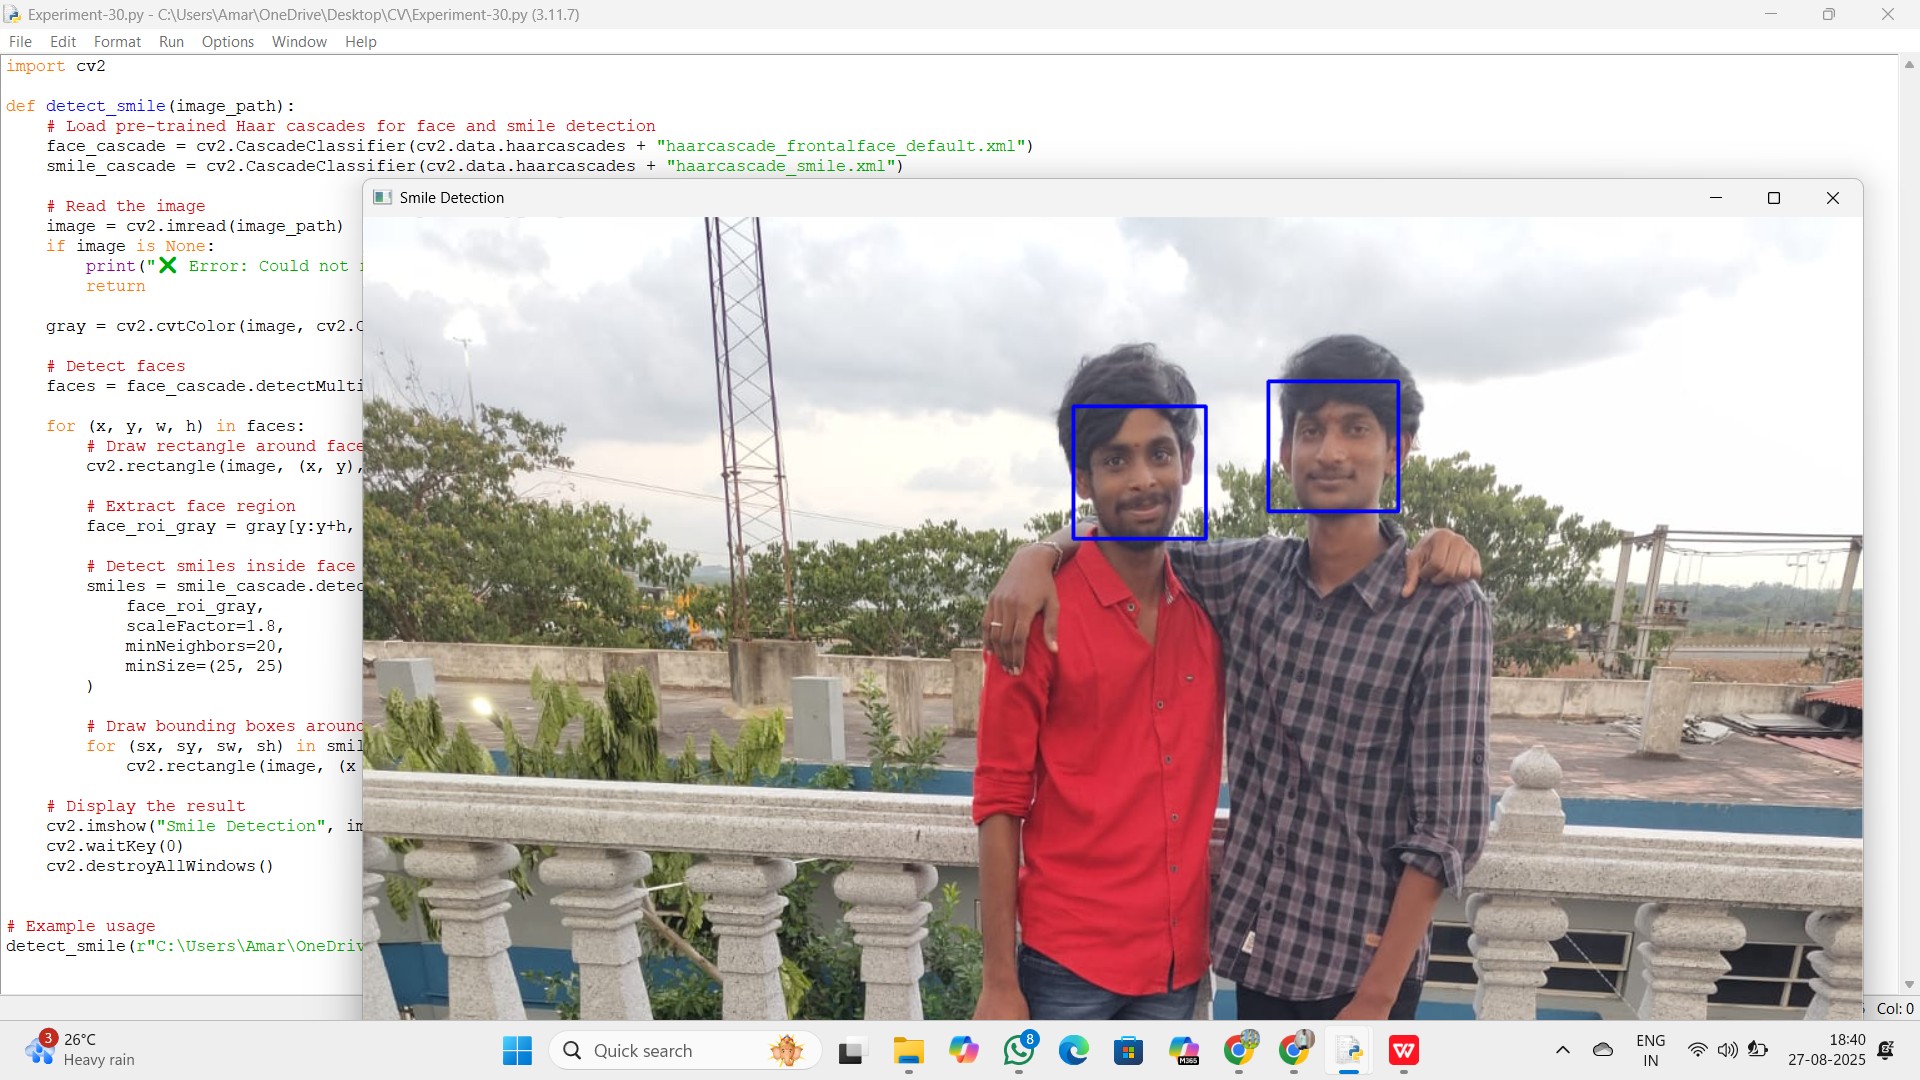 Experiment-30.py - C:\Users\Amar\OneDrive\Desktop\CV\Experiment-30.py (3.11.7)
File Edit Format Run Options Window Help
import cv2
def detect_smile(image_path):
    # Load pre-trained Haar cascades for face and smile detection
    face_cascade = cv2.CascadeClassifier(cv2.data.haarcascades + "haarcascade_frontalface_default.xml")
    smile_cascade = cv2.CascadeClassifier(cv2.data.haarcascades + "haarcascade_smile.xml")
    # Read the image
    image = cv2.imread(image_path)
    if image is None:
        print("❌ Error: Could not
        return
    gray = cv2.cvtColor(image, cv2.
    # Detect faces
    faces = face_cascade.detectMulti
    for (x, y, w, h) in faces:
        # Draw rectangle around face
        cv2.rectangle(image, (x, y),
        # Extract face region
        face_roi_gray = gray[y:y+h,
        # Detect smiles inside face
        smiles = smile_cascade.detec
            face_roi_gray,
            scaleFactor=1.8,
            minNeighbors=20,
            minSize=(25, 25)
        )
        # Draw bounding boxes around
        for (sx, sy, sw, sh) in smil
            cv2.rectangle(image, (x
    # Display the result
    cv2.imshow("Smile Detection", im
    cv2.waitKey(0)
    cv2.destroyAllWindows()
# Example usage
detect_smile(r"C:\Users\Amar\OneDriv
Smile Detection
Col: 0
3
26°C
Heavy rain
Quick search
8
M365
ENG
IN
18:40
27-08-2025